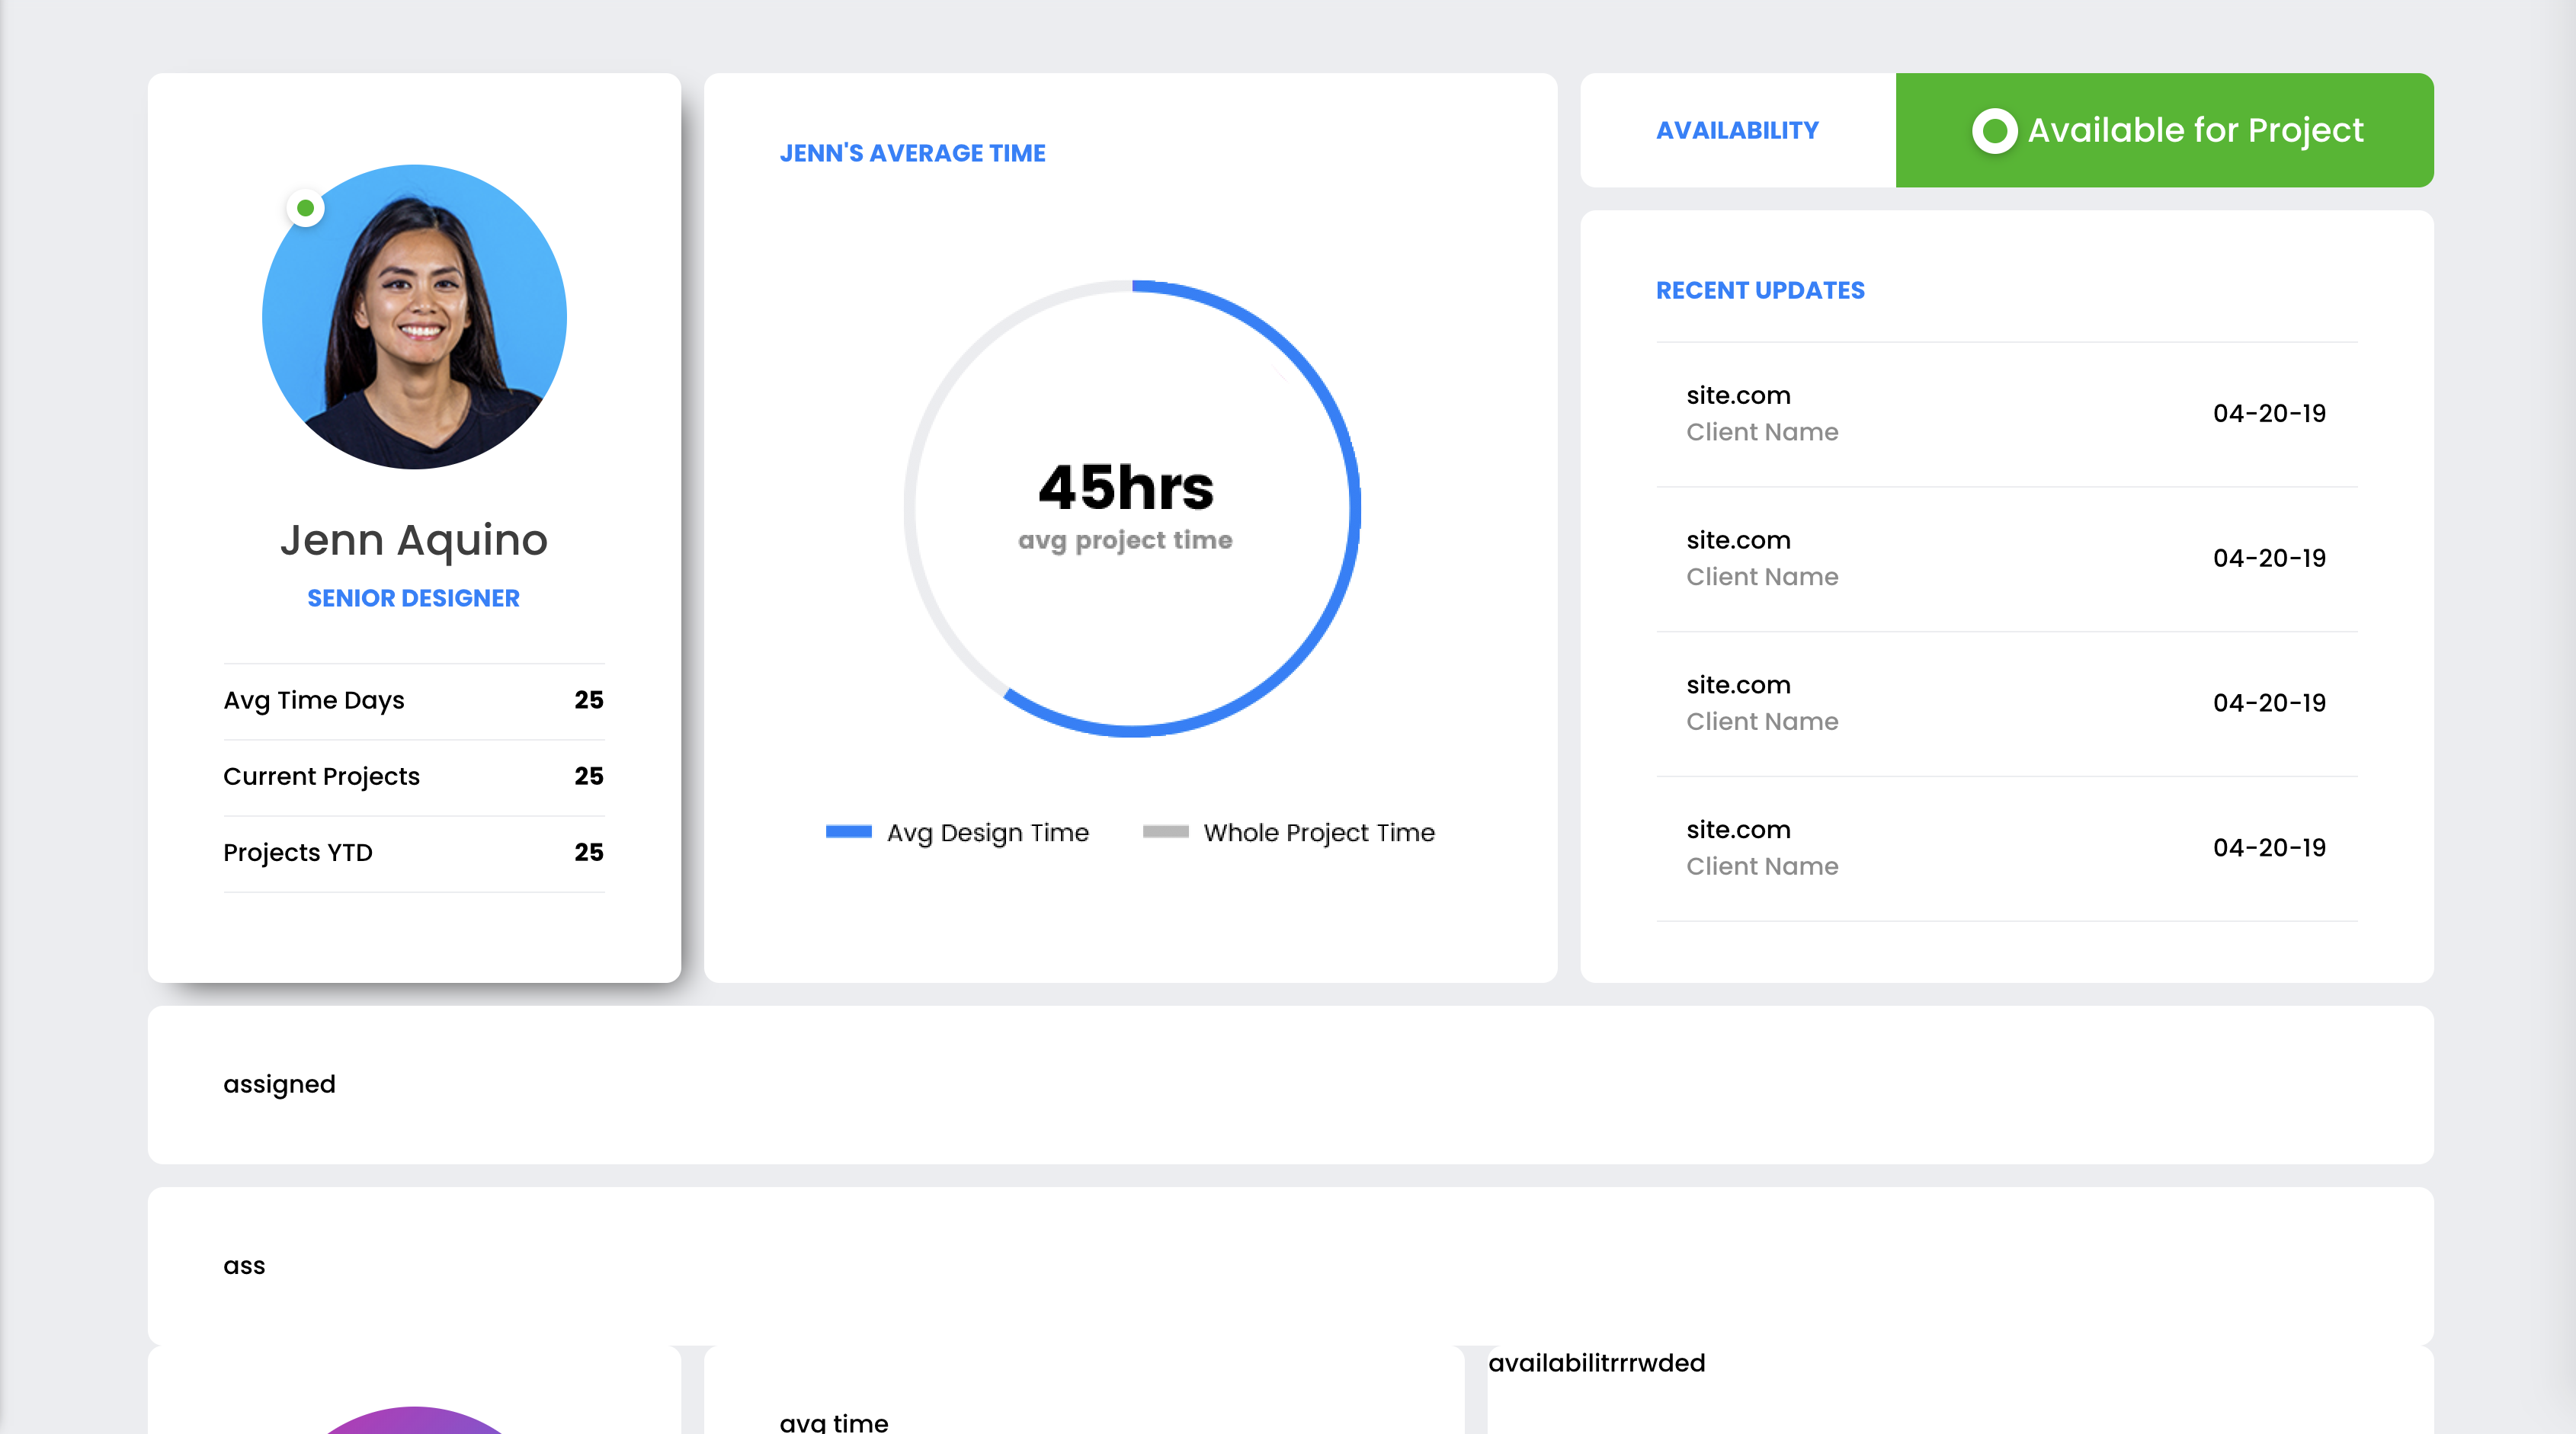 Jenn Aquino
SENIOR DESIGNER
Avg Time Days 25
Current Projects 25
Projects YTD 25
JENN'S AVERAGE TIME
45hrs
avg project time
Avg Design Time
Whole Project Time
AVAILABILITY
Available for Project
RECENT UPDATES
site.com
Client Name
04-20-19
site.com
Client Name
04-20-19
site.com
Client Name
04-20-19
site.com
Client Name
04-20-19
assigned
ass
avg time
availabilitrrrwded